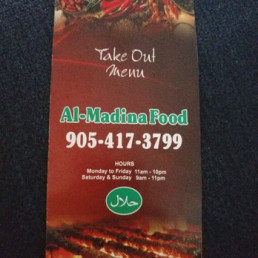 Take Out
Menu
Al-Madina Food
905-417-3799
HOURS
Monday to Friday 11am - 10pm
Saturday & Sunday 9am - 11pm
حلال